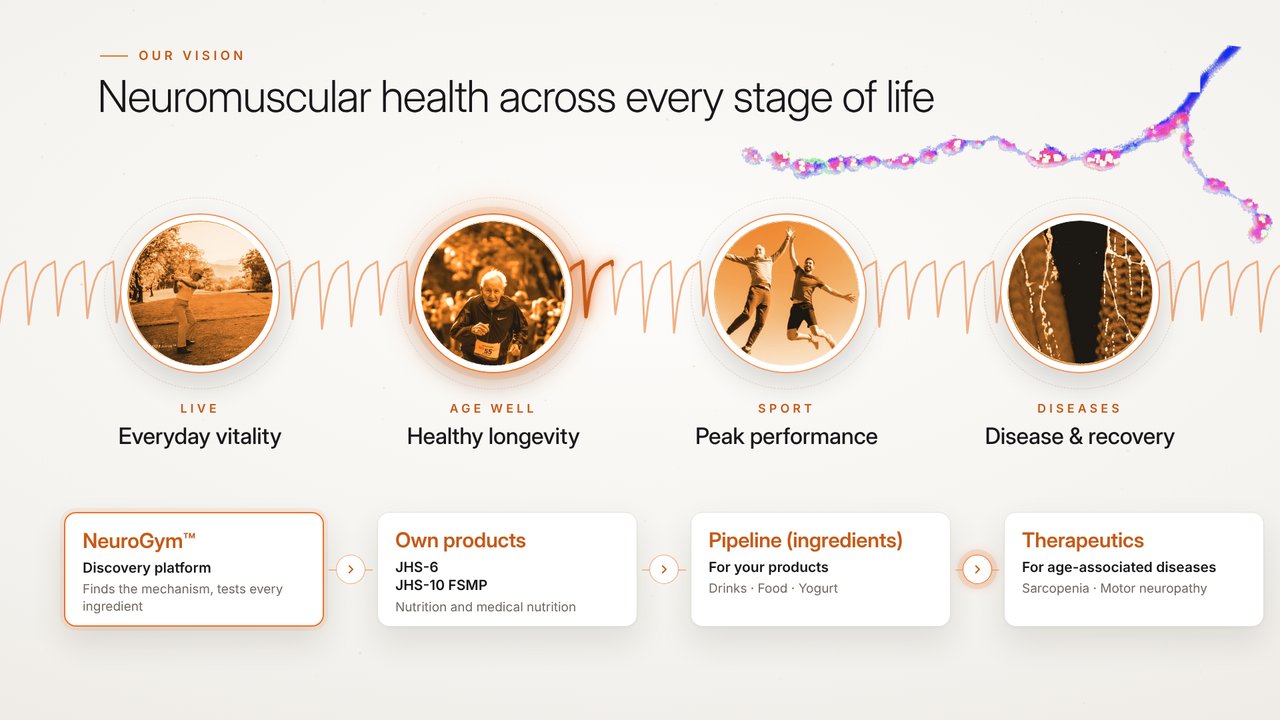 OUR VISION
Neuromuscular health across every stage of life
LIVE
Everyday vitality
AGE WELL
Healthy longevity
SPORT
Peak performance
DISEASES
Disease & recovery
NeuroGym™
Discovery platform
Finds the mechanism, tests every
ingredient
Own products
JHS-6
JHS-10 FSMP
Nutrition and medical nutrition
Pipeline (ingredients)
For your products
Drinks · Food · Yogurt
Therapeutics
For age-associated diseases
Sarcopenia · Motor neuropathy